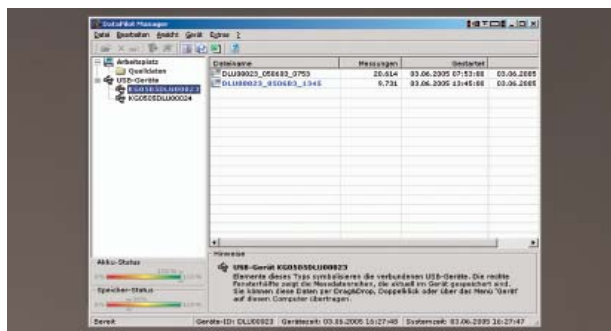 DataPilot Manager
Datei Bearbeiten Ansicht Gerät Extras ?
Arbeitsplatz
Quelldaten
USB-Geräte
KG0505DLU00023
KG0505DLU00024
Dateiname Messungen Gestartet
DLU00023_050603_0753 20.614 03.06.2005 07:53:00 03.06.2005
DLU00023_050603_1345 9.731 03.06.2005 13:45:00 03.06.2005
Akku-Status
Speicher-Status
Hinweise
USB-Gerät KG0505DLU00023
Elemente dieses Typs symbolisieren die verbundenen USB-Geräte. Die rechte
Fensterhälfte zeigt die Messdatenreihen, die aktuell im Gerät gespeichert sind.
Sie können diese Daten per Drag&Drop, Doppelklick oder über das Menü "Gerät"
auf diesen Computer übertragen.
Bereit Geräte-ID: DLU00023 Gerätezeit: 03.06.2005 16:27:48 Systemzeit: 03.06.2005 16:27:47